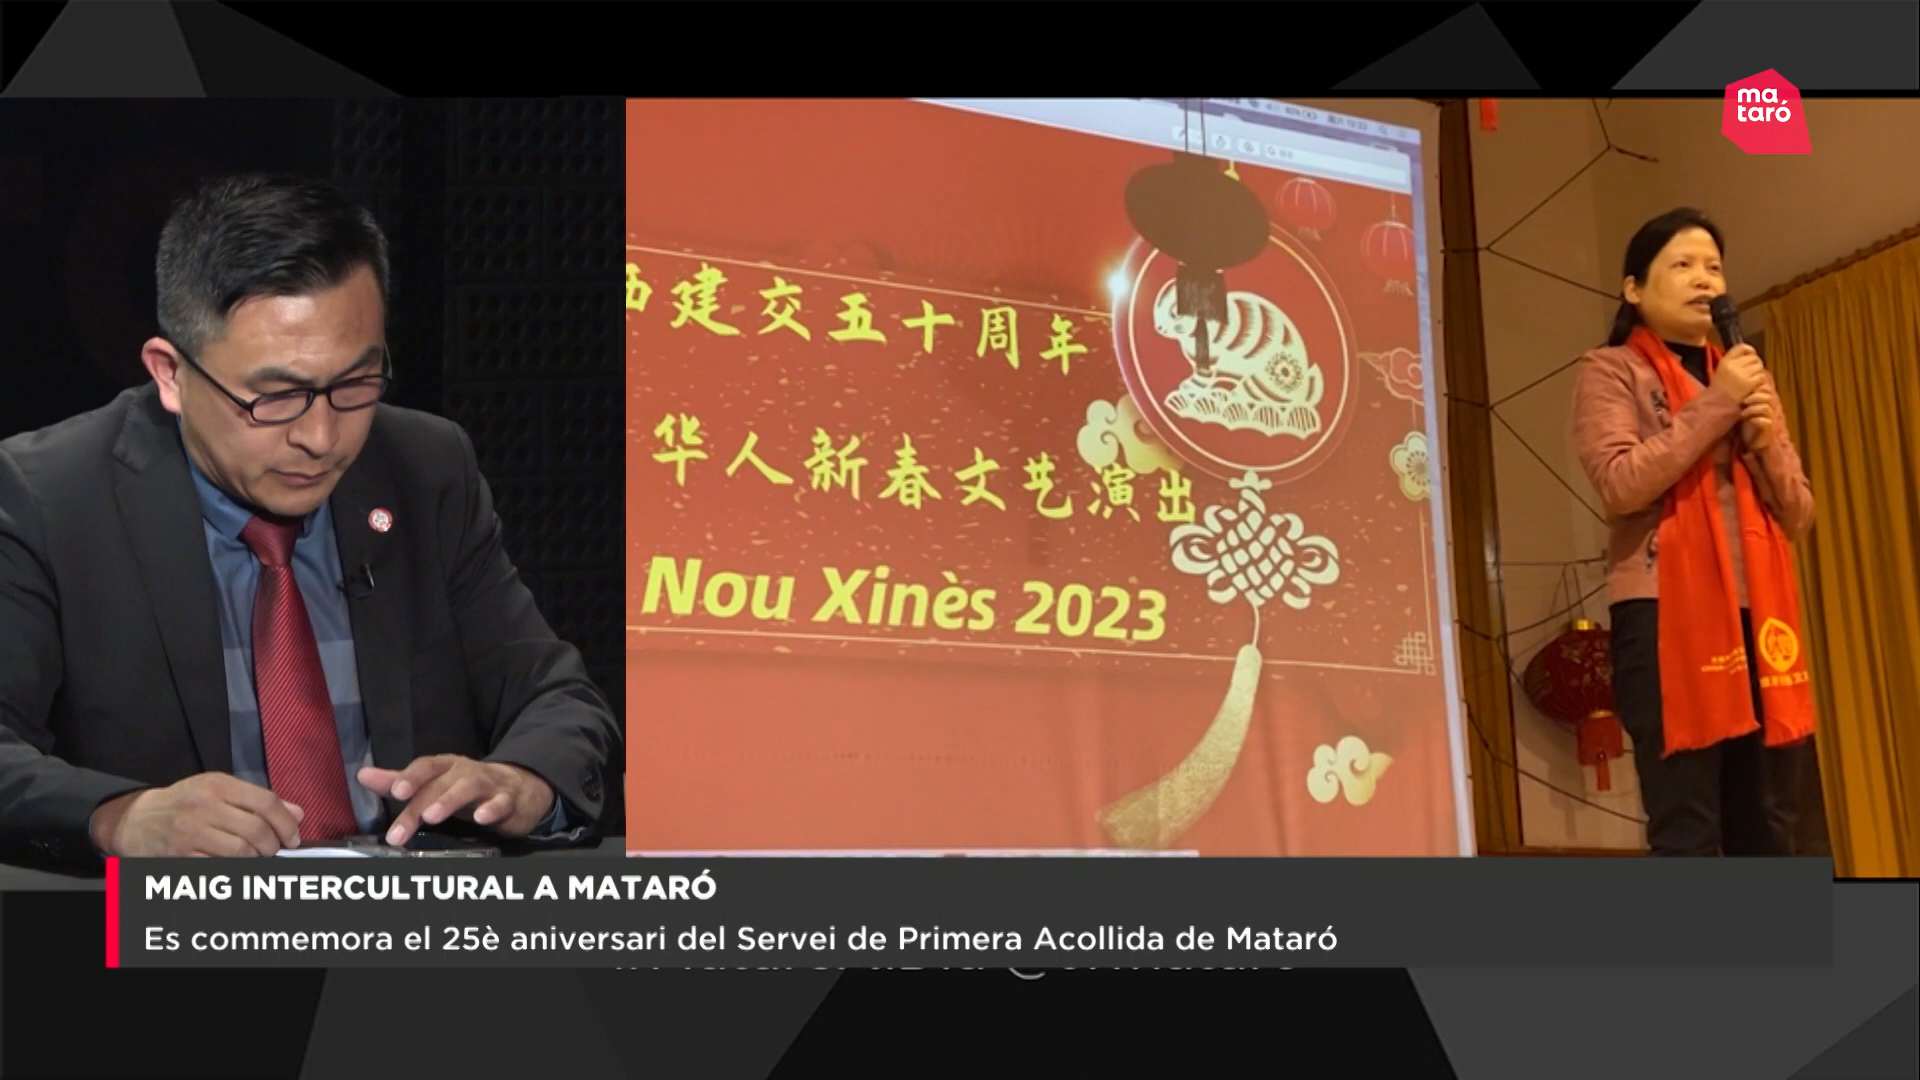 ma
taró
西建交五十周年
华人新春文艺演出
Nou Xinès 2023
MAIG INTERCULTURAL A MATARÓ
Es commemora el 25è aniversari del Servei de Primera Acollida de Mataró